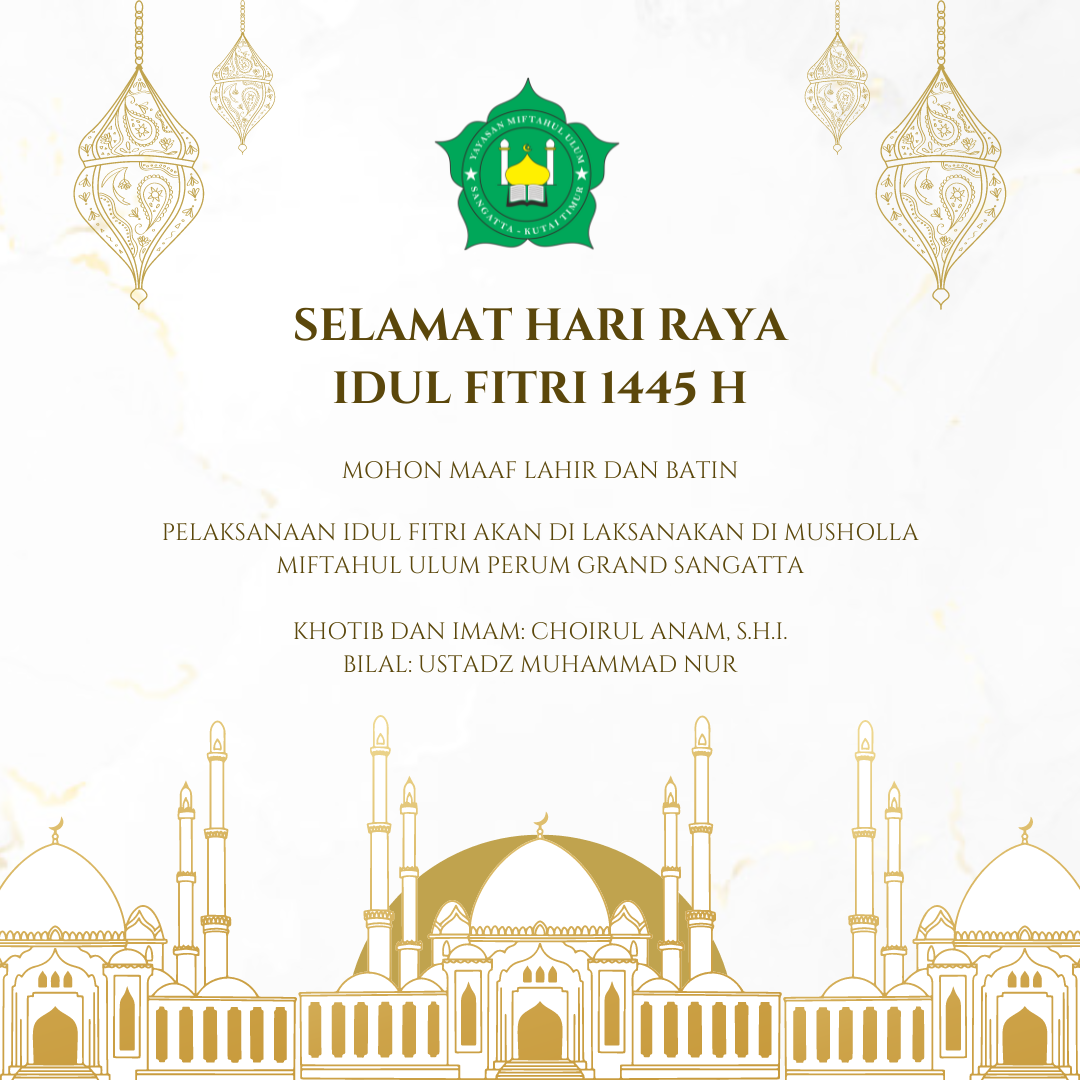 YAYASAN MIFTAHUL ULUM
SANGATTA - KUTAI TIMUR
SELAMAT HARI RAYA
IDUL FITRI 1445 H
MOHON MAAF LAHIR DAN BATIN
PELAKSANAAN IDUL FITRI AKAN DI LAKSANAKAN DI MUSHOLLA
MIFTAHUL ULUM PERUM GRAND SANGATTA
KHOTIB DAN IMAM: CHOIRUL ANAM, S.H.I.
BILAL: USTADZ MUHAMMAD NUR